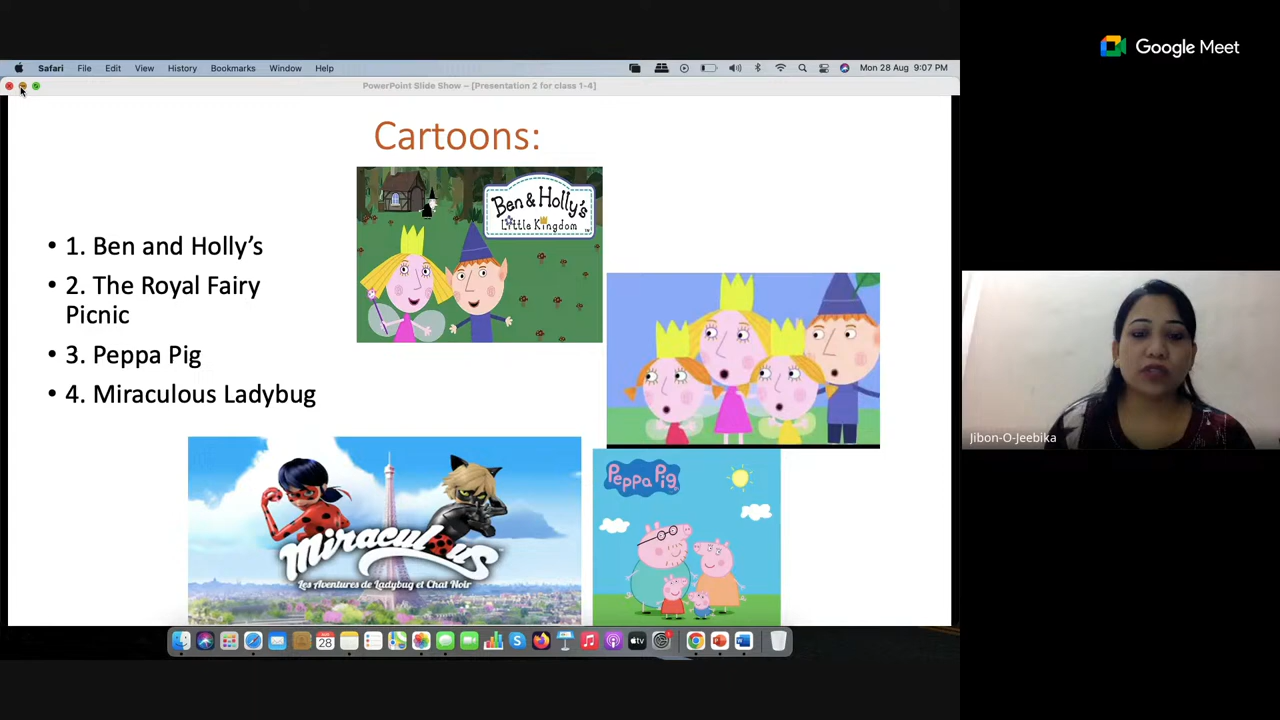 Google Meet
Safari File Edit View History Bookmarks Window Help Mon 28 Aug 9:07 PM
PowerPoint Slide Show – [Presentation 2 for class 1-4]
Cartoons:
Ben & Holly's
Little Kingdom
• 1. Ben and Holly’s
• 2. The Royal Fairy
Picnic
• 3. Peppa Pig
• 4. Miraculous Ladybug
Jibon-O-Jeebika
Peppa Pig
Miraculous
Les Aventures de Ladybug et Chat Noir
28
tv